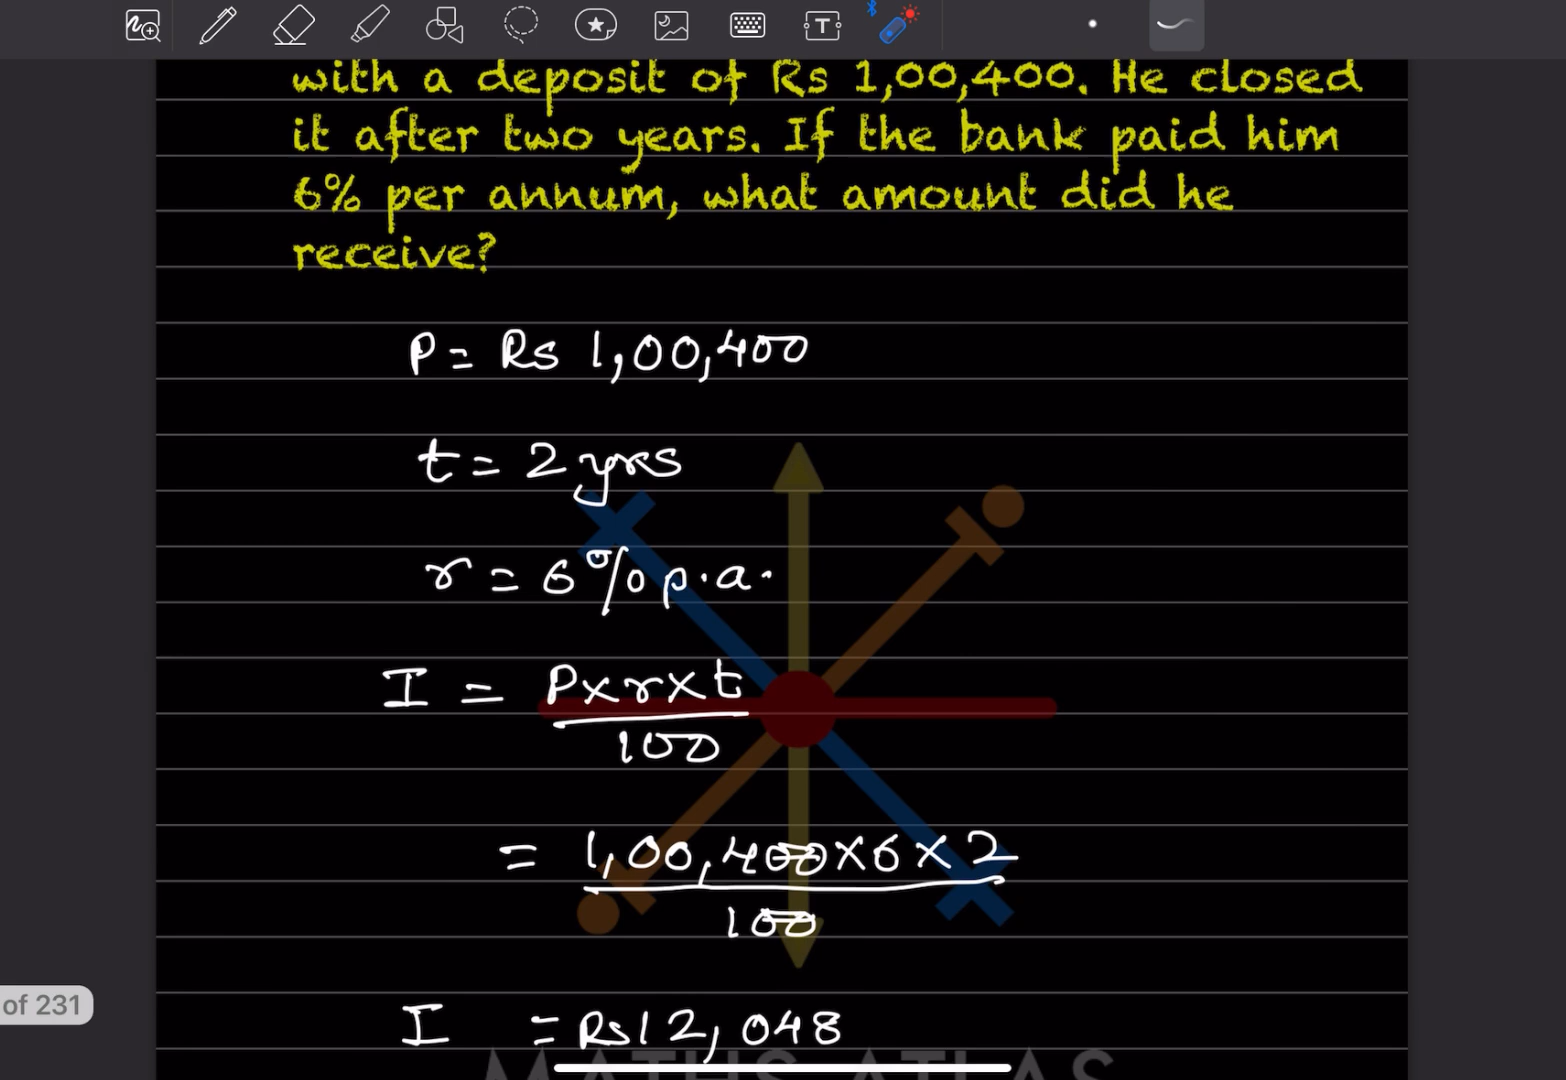 with a deposit of Rs 1,00,400. He closed
it after two years. If the bank paid him
6% per annum, what amount did he
receive?
P = Rs 1,00,400
t = 2 yrs
r = 6% p.a.
I = P×r×t
100
= 1,00,400×6×2
100
I = Rs 12,048
of 231
MATHS ATLAS
T